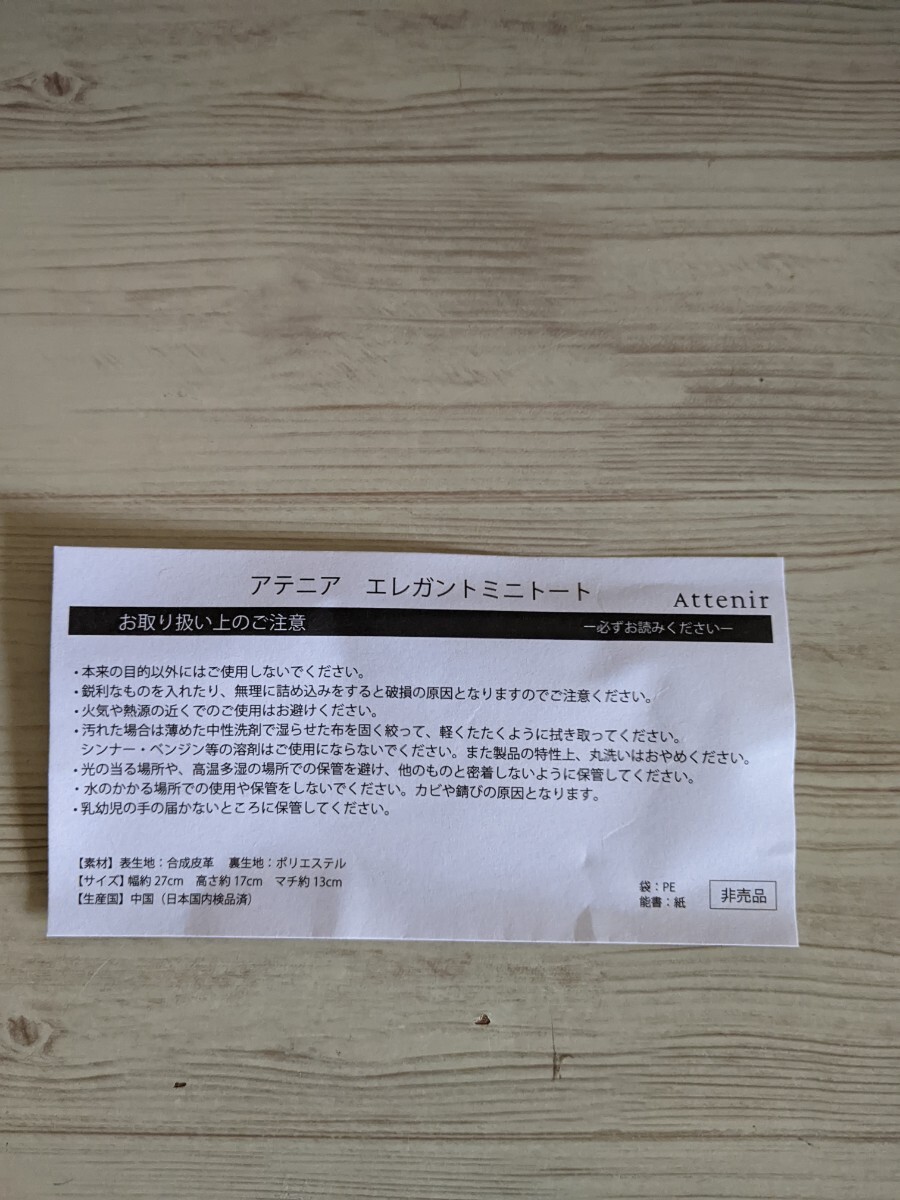 アテニア　エレガントミニトート
Attenir
お取り扱い上のご注意　ー必ずお読みくださいー
・本来の目的以外にはご使用しないでください。
・鋭利なものを入れたり、無理に詰め込みをすると破損の原因となりますのでご注意ください。
・火気や熱源の近くでのご使用はお避けください。
・汚れた場合は薄めた中性洗剤で湿らせた布を固く絞って、軽くたたくように拭き取ってください。
シンナー・ベンジン等の溶剤はご使用にならないでください。また製品の特性上、丸洗いはおやめください。
・光の当る場所や、高温多湿の場所での保管を避け、他のものと密着しないように保管してください。
・水のかかる場所での使用や保管をしないでください。カビや錆びの原因となります。
・乳幼児の手の届かないところに保管してください。
【素材】表生地：合成皮革　裏生地：ポリエステル
【サイズ】幅約27cm　高さ約17cm　マチ約13cm
【生産国】中国（日本国内検品済）
袋：PE
能書：紙
非売品